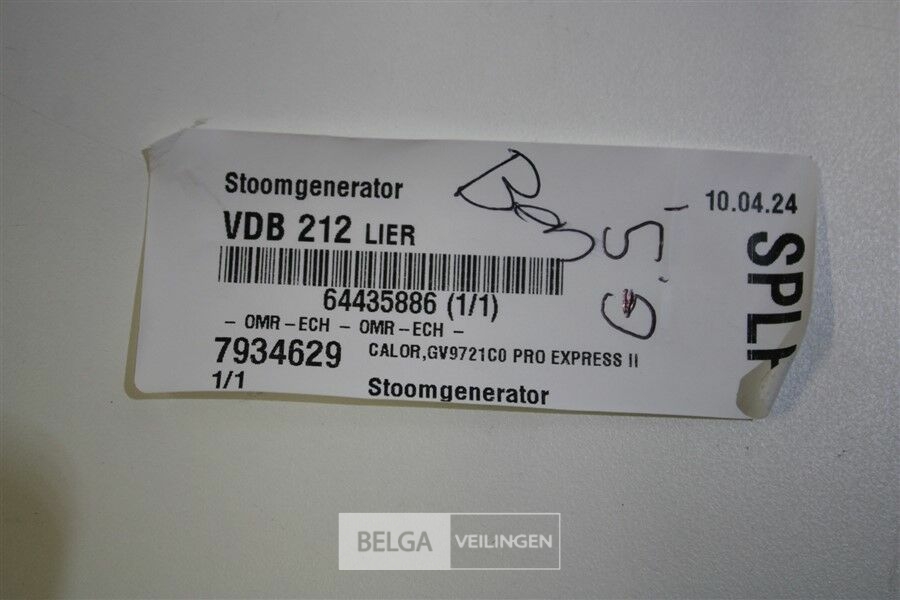 Stoomgenerator
10.04.24
VDB 212 LIER
64435886 (1/1)
- OMR-ECH - OMR-ECH -
7934629 CALOR,GV9721C0 PRO EXPRESS II
1/1 Stoomgenerator
BELGA VEILINGEN